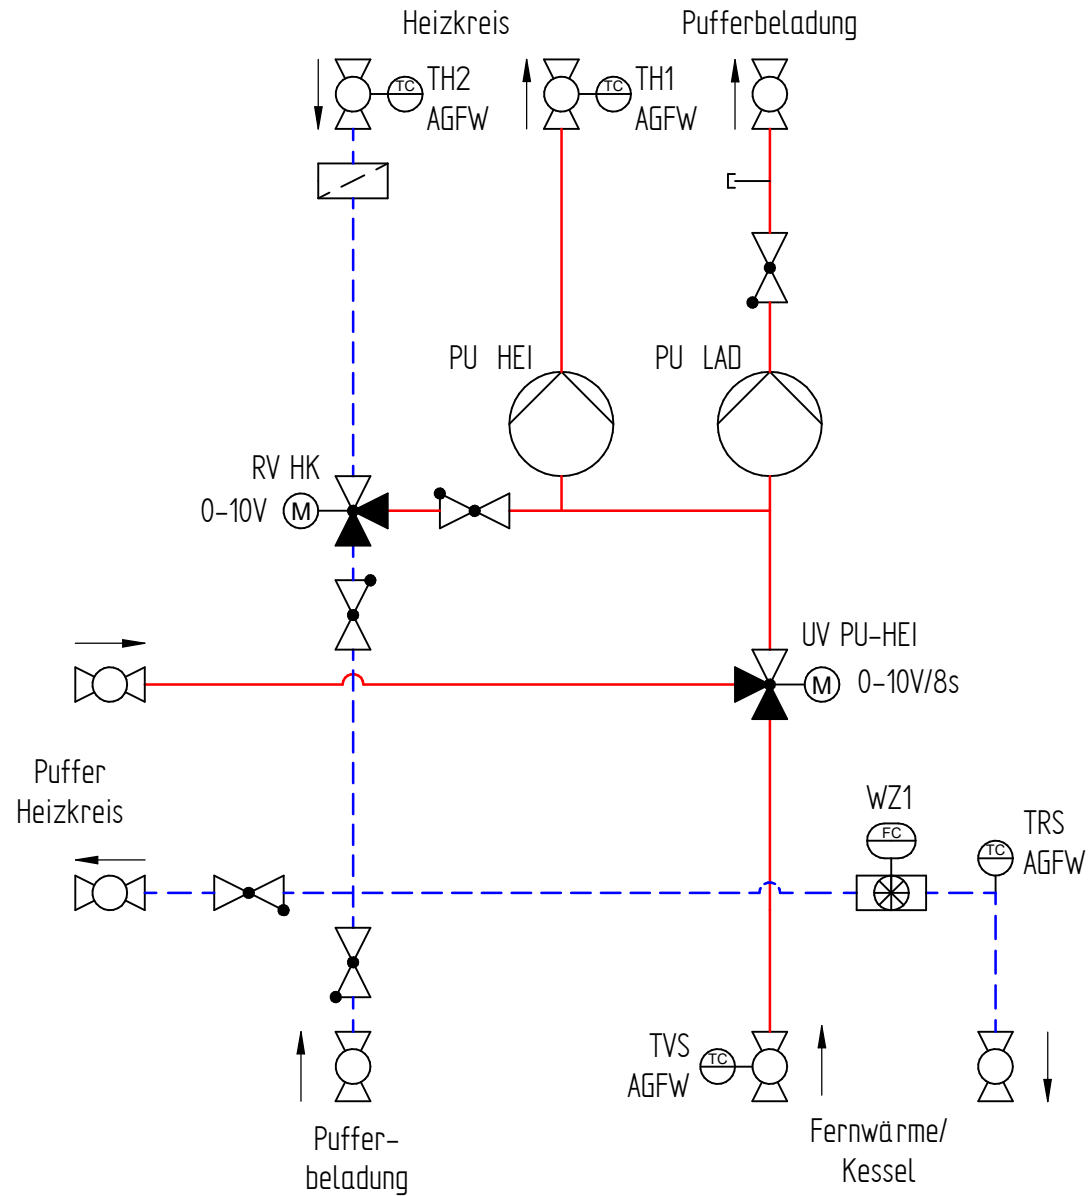 Heizkreis
Pufferbeladung
TC
TH2
AGFW
TC
TH1
AGFW
PU HEI
PU LAD
RV HK
0-10V
M
UV PU-HEI
M
0-10V/8s
Puffer
Heizkreis
WZ1
FC
TRS
TC
AGFW
TVS
TC
AGFW
Puffer-
beladung
Fernwärme/
Kessel